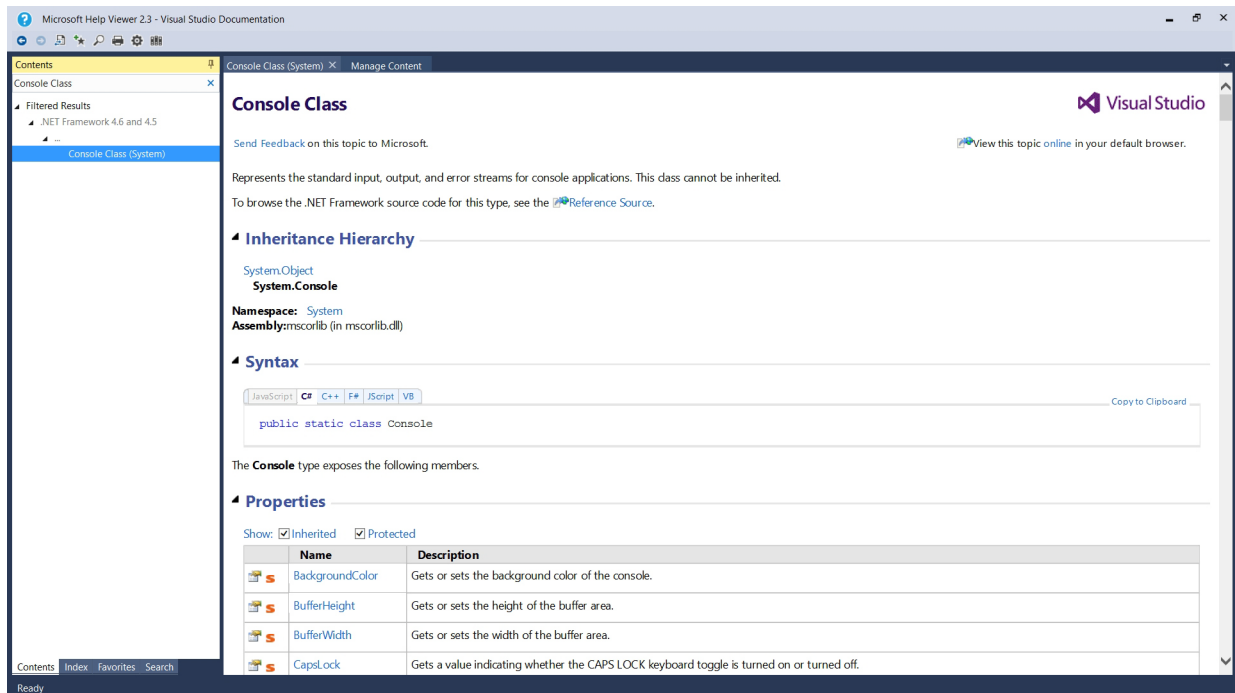 Microsoft Help Viewer 2.3 - Visual Studio Documentation
Contents
Console Class (System)
Manage Content
Console Class
Filtered Results
.NET Framework 4.6 and 4.5
...
Console Class (System)
Console Class
Visual Studio
Send Feedback on this topic to Microsoft.
View this topic online in your default browser.
Represents the standard input, output, and error streams for console applications. This class cannot be inherited.
To browse the .NET Framework source code for this type, see the Reference Source.
Inheritance Hierarchy
System.Object
System.Console
Namespace: System
Assembly:mscorlib (in mscorlib.dll)
Syntax
JavaScript C# C++ F# JScript VB
Copy to Clipboard
public static class Console
The Console type exposes the following members.
Properties
Show: Inherited Protected
Name Description
BackgroundColor Gets or sets the background color of the console.
BufferHeight Gets or sets the height of the buffer area.
BufferWidth Gets or sets the width of the buffer area.
CapsLock Gets a value indicating whether the CAPS LOCK keyboard toggle is turned on or turned off.
Contents Index Favorites Search
Ready